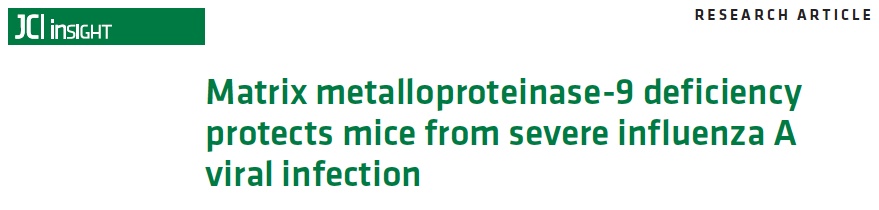 JCI insight
RESEARCH ARTICLE
Matrix metalloproteinase-9 deficiency
protects mice from severe influenza A
viral infection